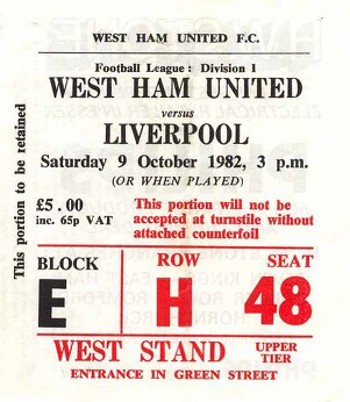 WEST HAM UNITED F.C.
Football League: Division 1
WEST HAM UNITED
versus
LIVERPOOL
Saturday 9 October 1982, 3 p.m.
(OR WHEN PLAYED)
This portion to be retained
£5.00
inc. 65p VAT
This portion will not be
accepted at turnstile without
attached counterfoil
BLOCK
E
ROW
H
SEAT
48
WEST STAND
UPPER
TIER
ENTRANCE IN GREEN STREET